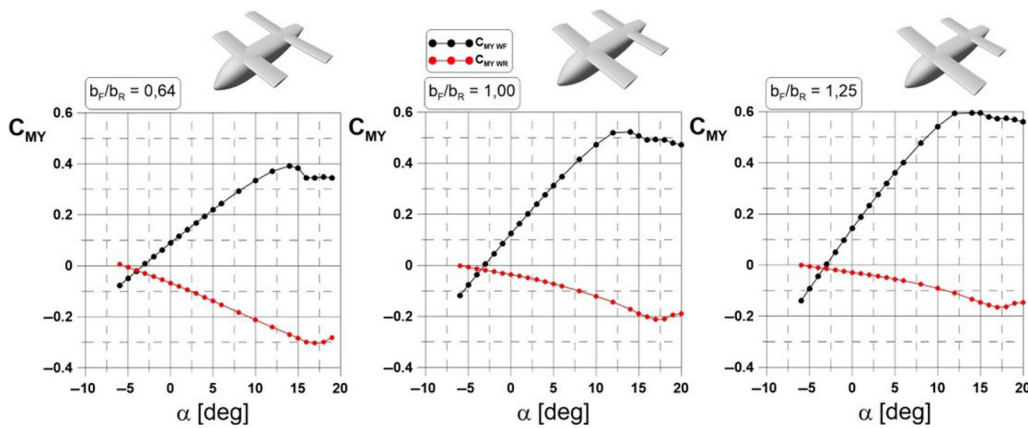 C MY WF
C MY WR
b_F/b_R = 0,64
b_F/b_R = 1,00
b_F/b_R = 1,25
C_MY
0.6
0.4
0.2
0
–0.2
–0.4
–10 –5 0 5 10 15 20
α [deg]
C_MY
0.6
0.4
0.2
0
–0.2
–0.4
–10 –5 0 5 10 15 20
α [deg]
C_MY
0.6
0.4
0.2
0
–0.2
–0.4
–10 –5 0 5 10 15 20
α [deg]